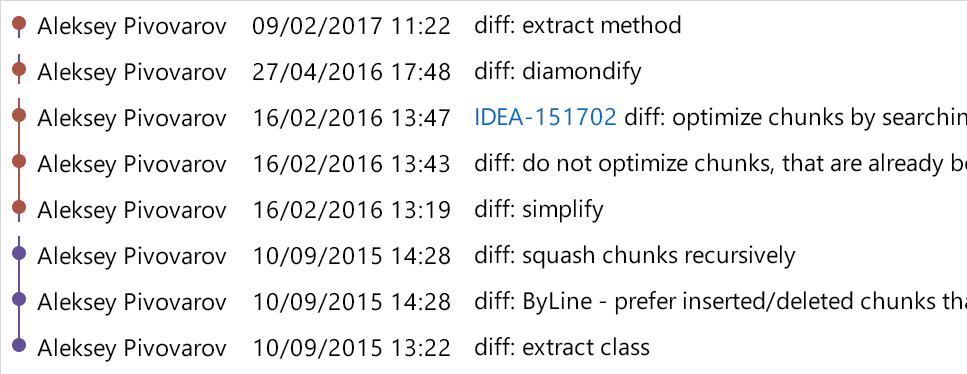 Aleksey Pivovarov 09/02/2017 11:22 diff: extract method
Aleksey Pivovarov 27/04/2016 17:48 diff: diamondify
Aleksey Pivovarov 16/02/2016 13:47 IDEA-151702 diff: optimize chunks by searchin
Aleksey Pivovarov 16/02/2016 13:43 diff: do not optimize chunks, that are already be
Aleksey Pivovarov 16/02/2016 13:19 diff: simplify
Aleksey Pivovarov 10/09/2015 14:28 diff: squash chunks recursively
Aleksey Pivovarov 10/09/2015 14:28 diff: ByLine - prefer inserted/deleted chunks tha
Aleksey Pivovarov 10/09/2015 13:22 diff: extract class